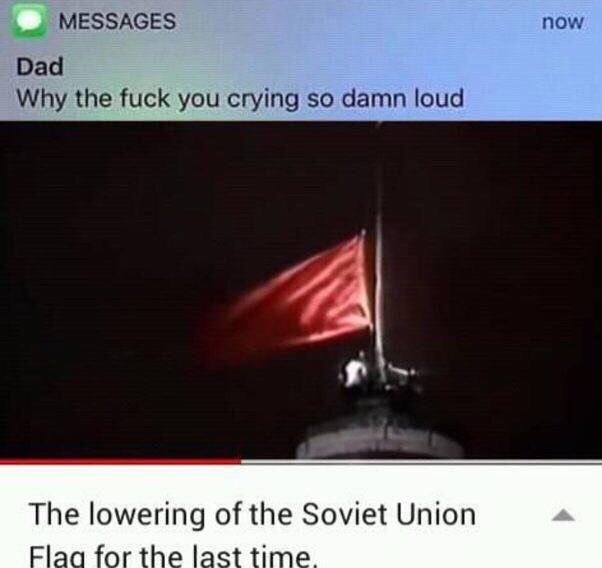 MESSAGES now
Dad
Why the fuck you crying so damn loud
The lowering of the Soviet Union
Flag for the last time.